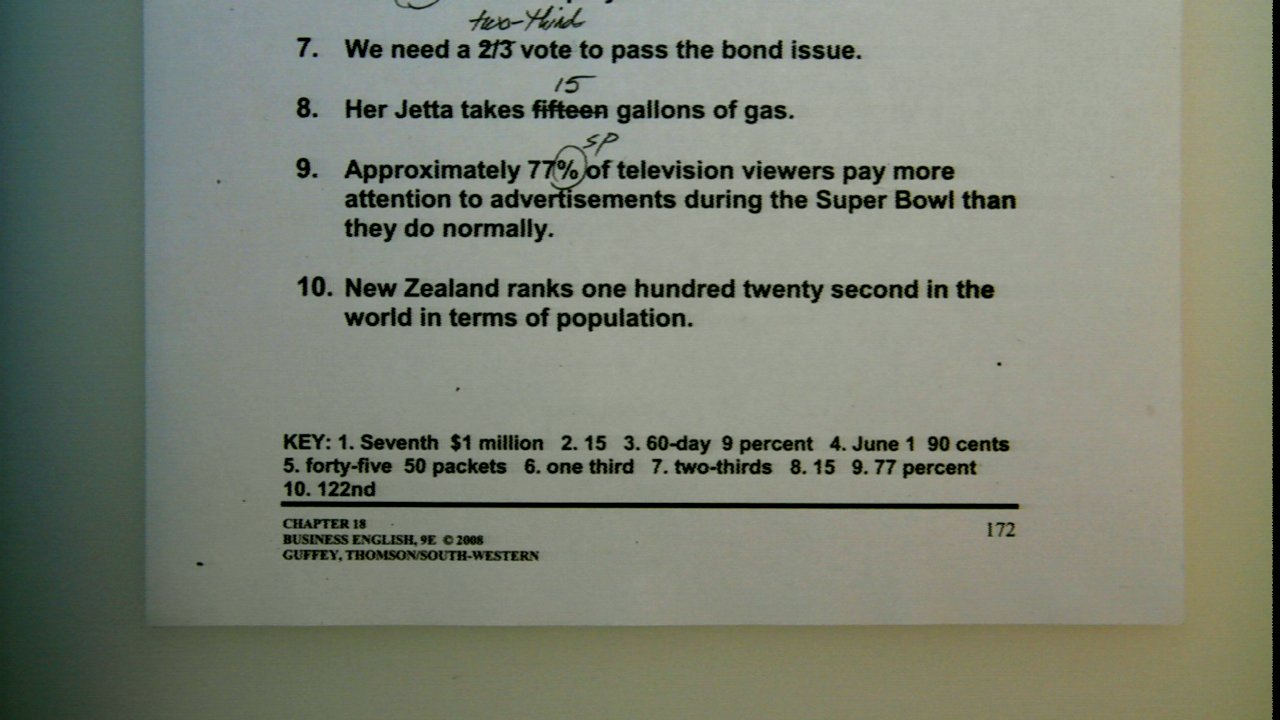 two-third
7. We need a 2/3 vote to pass the bond issue.
15
8. Her Jetta takes fifteen gallons of gas.
SP
9. Approximately 77% of television viewers pay more
attention to advertisements during the Super Bowl than
they do normally.
10. New Zealand ranks one hundred twenty second in the
world in terms of population.
KEY: 1. Seventh $1 million 2. 15 3. 60-day 9 percent 4. June 1 90 cents
5. forty-five 50 packets 6. one third 7. two-thirds 8. 15 9. 77 percent
10. 122nd
CHAPTER 18
BUSINESS ENGLISH, 9E © 2008
GUFFEY, THOMSON/SOUTH-WESTERN
172